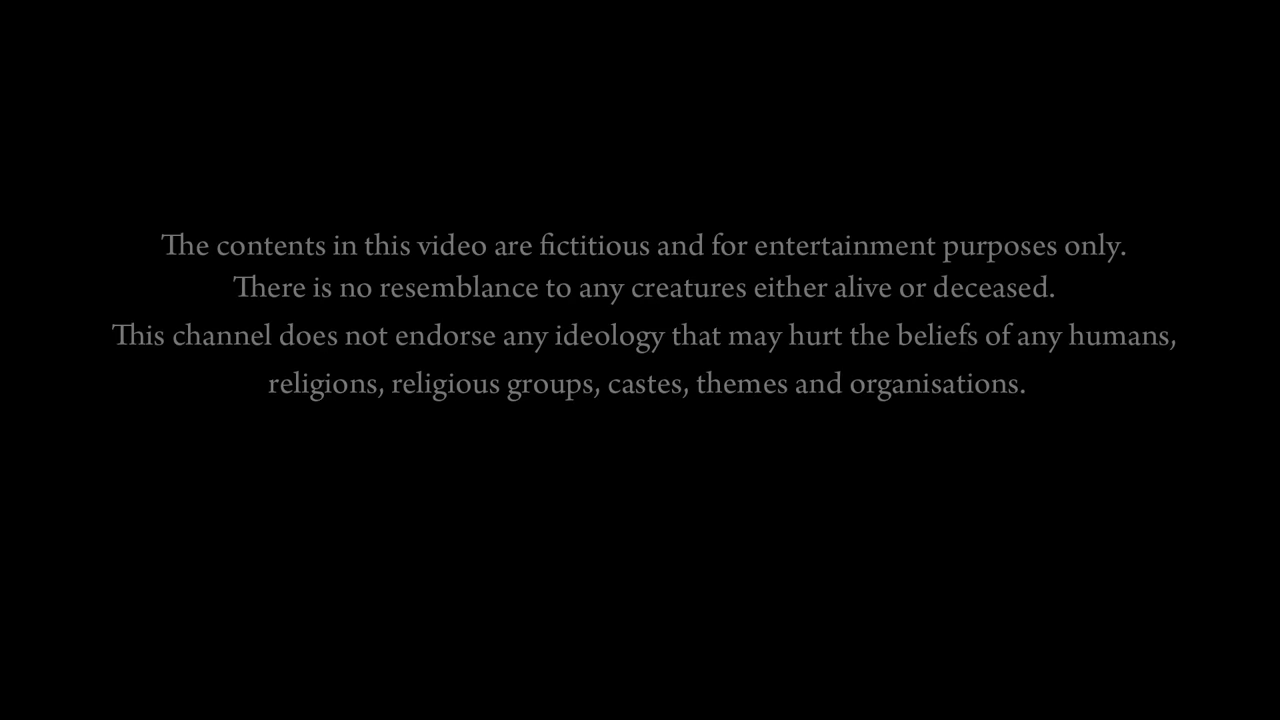 The contents in this video are fictitious and for entertainment purposes only.
There is no resemblance to any creatures either alive or deceased.
This channel does not endorse any ideology that may hurt the beliefs of any humans,
religions, religious groups, castes, themes and organisations.